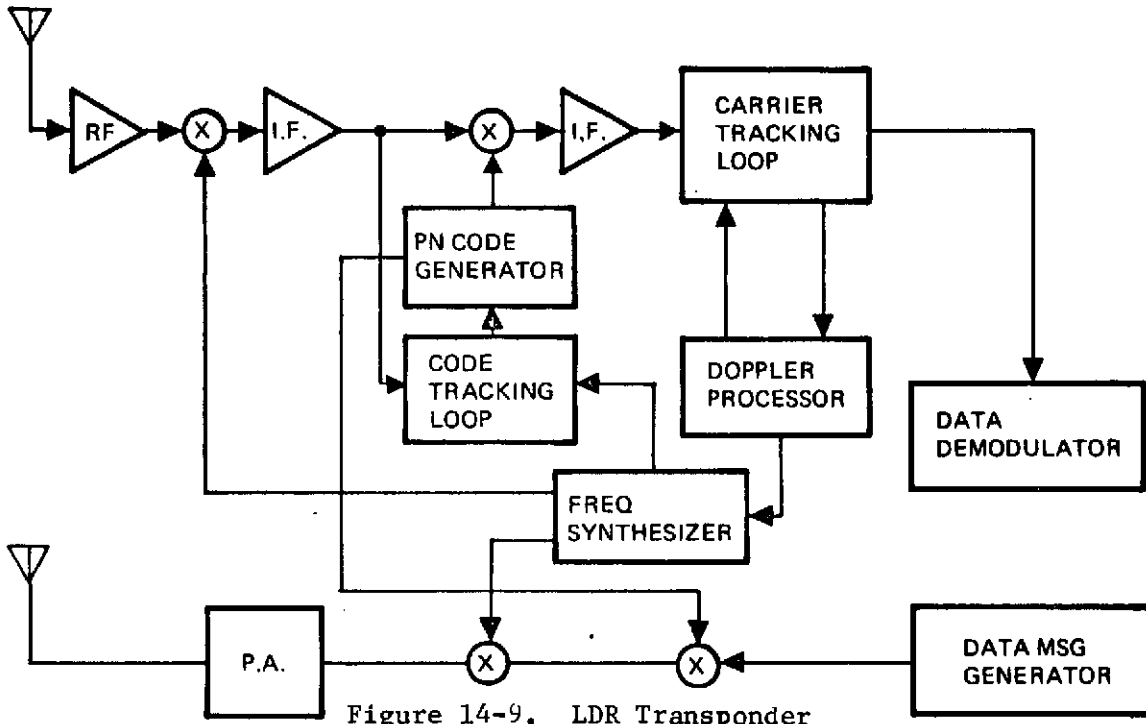 RF
X
I.F.
X
I,F.
CARRIER
TRACKING
LOOP
PN CODE
GENERATOR
CODE
TRACKING
LOOP
DOPPLER
PROCESSOR
DATA
DEMODULATOR
FREQ
SYNTHESIZER
P.A.
X
X
DATA MSG
GENERATOR
Figure 14-9. LDR Transponder